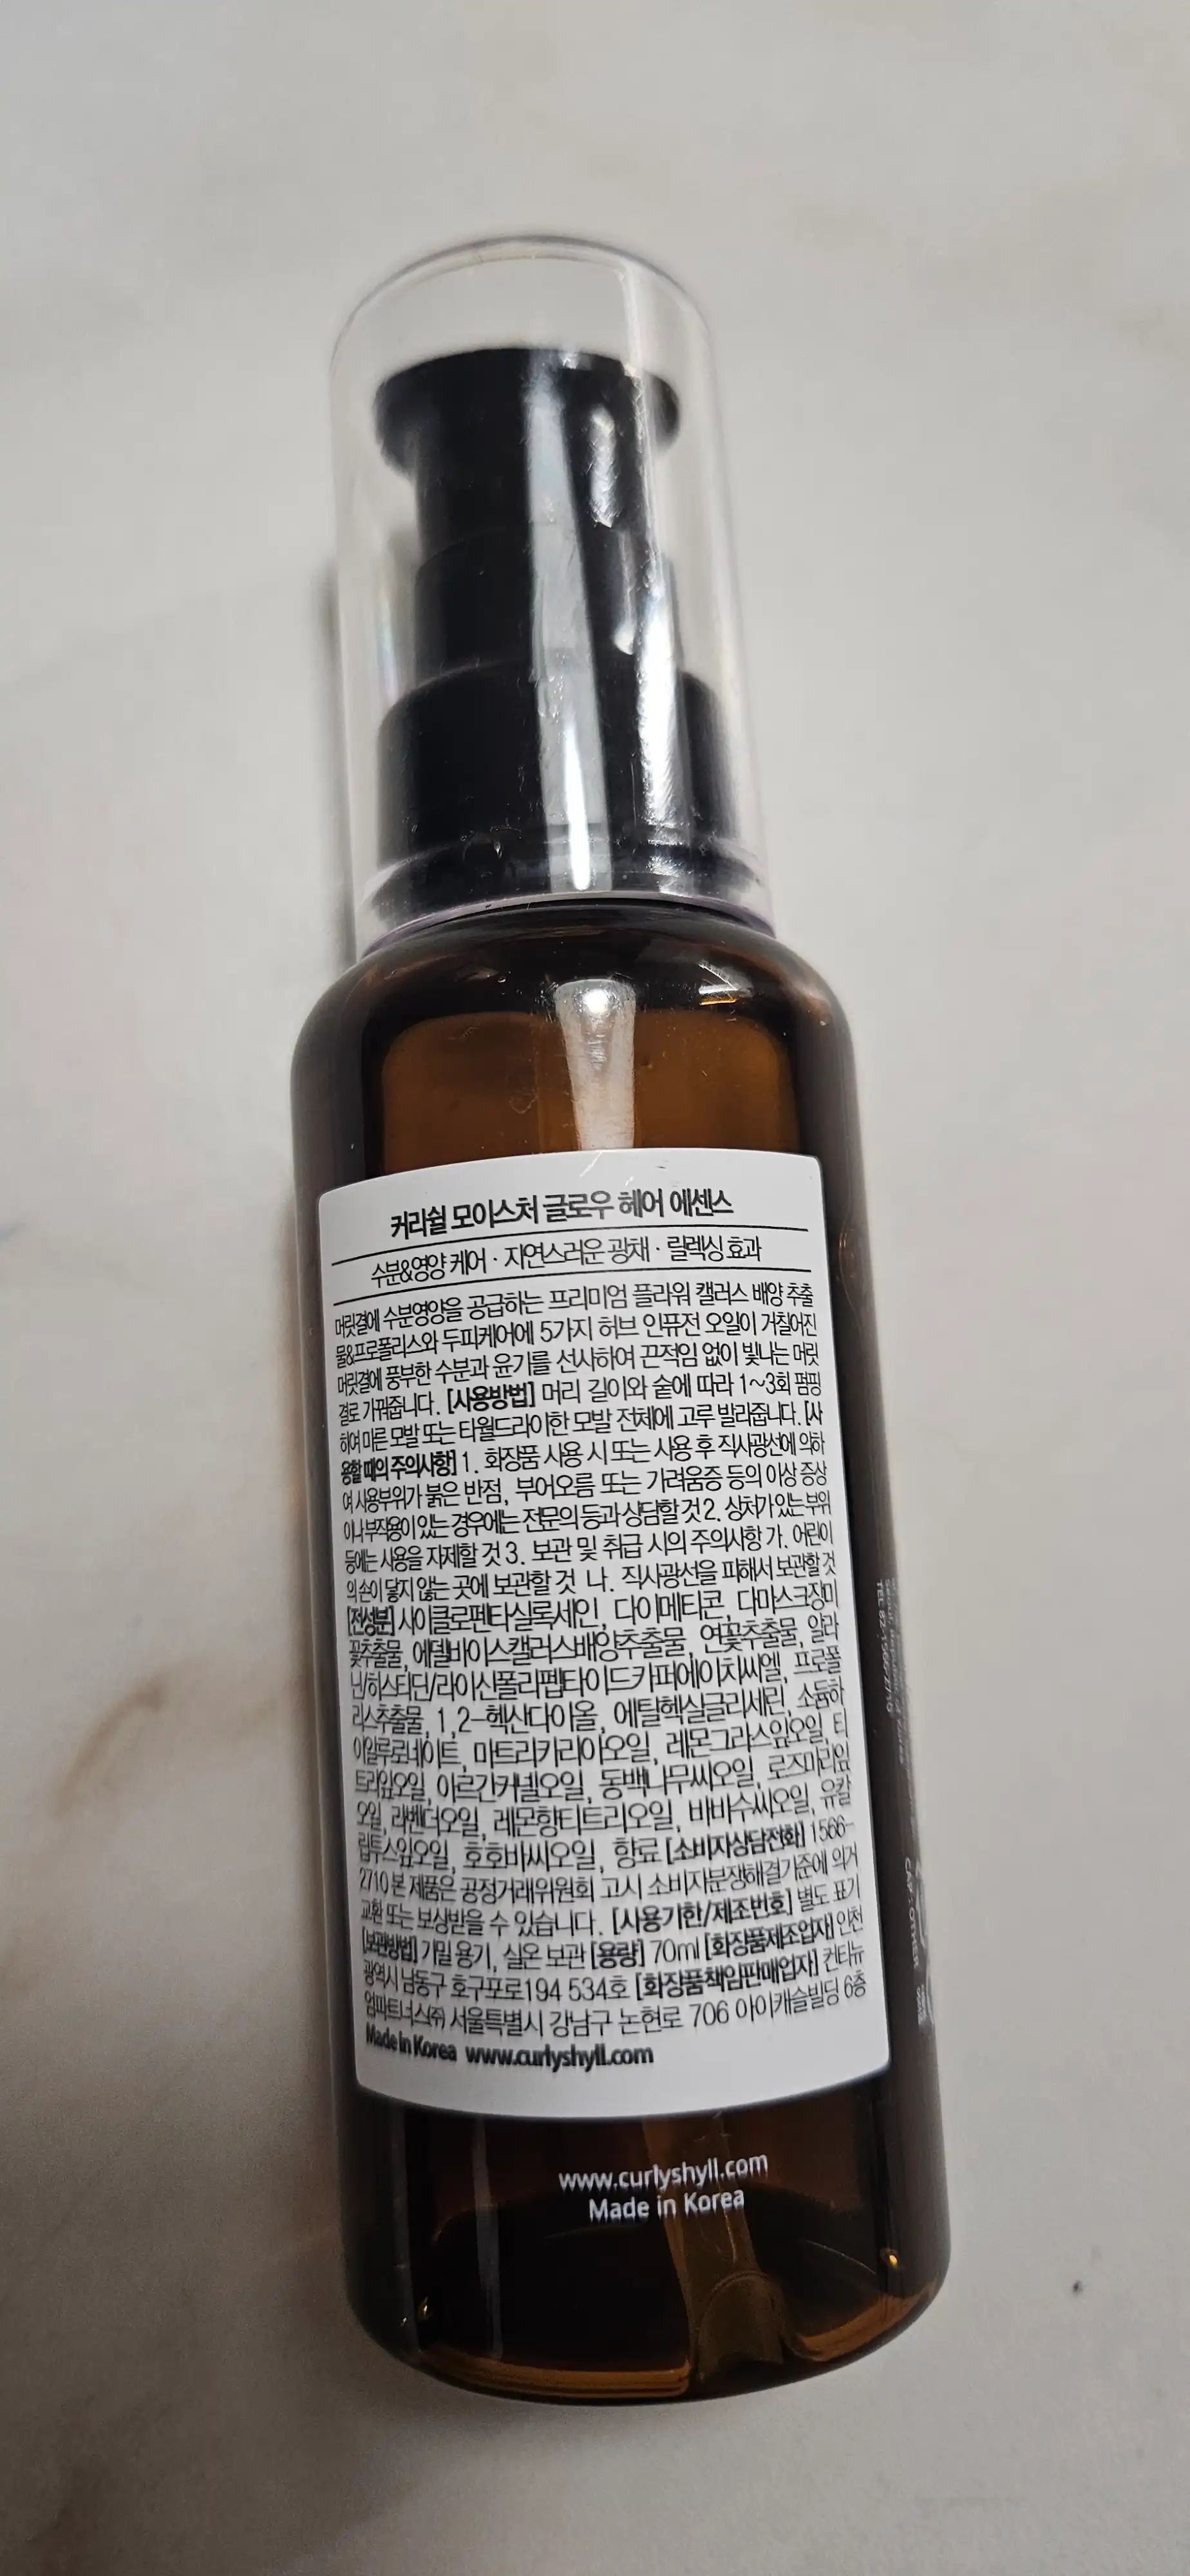 커리쉴 모이스처 글로우 헤어 에센스
수분&영양 케어 · 자연스러운 광채 · 릴렉싱 효과
머릿결에 수분영양을 공급하는 프리미엄 플라워 캘러스 배양 추출
물&프로폴리스와 두피케어에 5가지 허브 인퓨전 오일이 거칠어진
머릿결에 풍부한 수분과 윤기를 선사하여 끈적임 없이 빛나는 머릿
결로 가꿔줍니다. [사용방법] 머리 길이와 숱에 따라 1~3회 펌핑
하여 마른 모발 또는 타월드라이한 모발 전체에 고루 발라줍니다. [사
용할 때의 주의사항] 1. 화장품 사용 시 또는 사용 후 직사광선에 의하
여 사용부위가 붉은 반점, 부어오름 또는 가려움증 등의 이상 증상
이나 부작용이 있는 경우에는 전문의 등과 상담할 것 2. 상처가 있는 부위
등에는 사용을 자제할 것 3. 보관 및 취급 시의 주의사항 가. 어린이
의 손이 닿지 않는 곳에 보관할 것 나. 직사광선을 피해서 보관할 것
[전성분] 사이클로펜타실록세인, 다이메티콘, 다마스크장미
꽃추출물, 에델바이스캘러스배양추출물, 연꽃추출물, 알라
닌/히스티딘/라이신폴리펩타이드카퍼에이치씨엘, 프로폴
리스추출물, 1,2-헥산다이올, 에틸헥실글리세린, 소듐하
이알루로네이트, 마트리카리아오일, 레몬그라스잎오일, 티
트리잎오일, 아르간커넬오일, 동백나무씨오일, 로즈마리잎
오일, 라벤더오일, 레몬향티트리오일, 바바수씨오일, 유칼
립투스잎오일, 호호바씨오일, 향료 [소비자상담전화] 1566-
2710 본 제품은 공정거래위원회 고시 소비자분쟁해결기준에 의거
교환 또는 보상받을 수 있습니다. [사용기한/제조번호] 별도 표기
[보관방법] 기밀 용기, 실온 보관 [용량] 70ml [화장품제조업자] 인천
광역시 남동구 호구포로194 534호 [화장품책임판매업자] 컨티뉴
엄파트너스㈜ 서울특별시 강남구 논현로 706 아이캐슬빌딩 6층
Made in Korea www.curlyshyll.com
www.curlyshyll.com
Made in Korea
CAP : OTHER